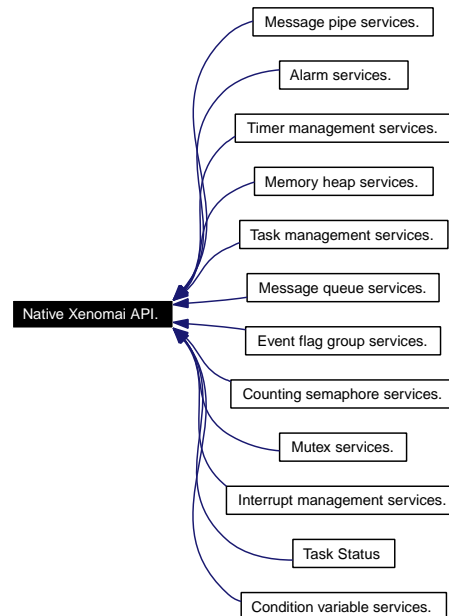 Message pipe services.
Alarm services.
Timer management services.
Memory heap services.
Task management services.
Message queue services.
Native Xenomai API.
Event flag group services.
Counting semaphore services.
Mutex services.
Interrupt management services.
Task Status
Condition variable services.